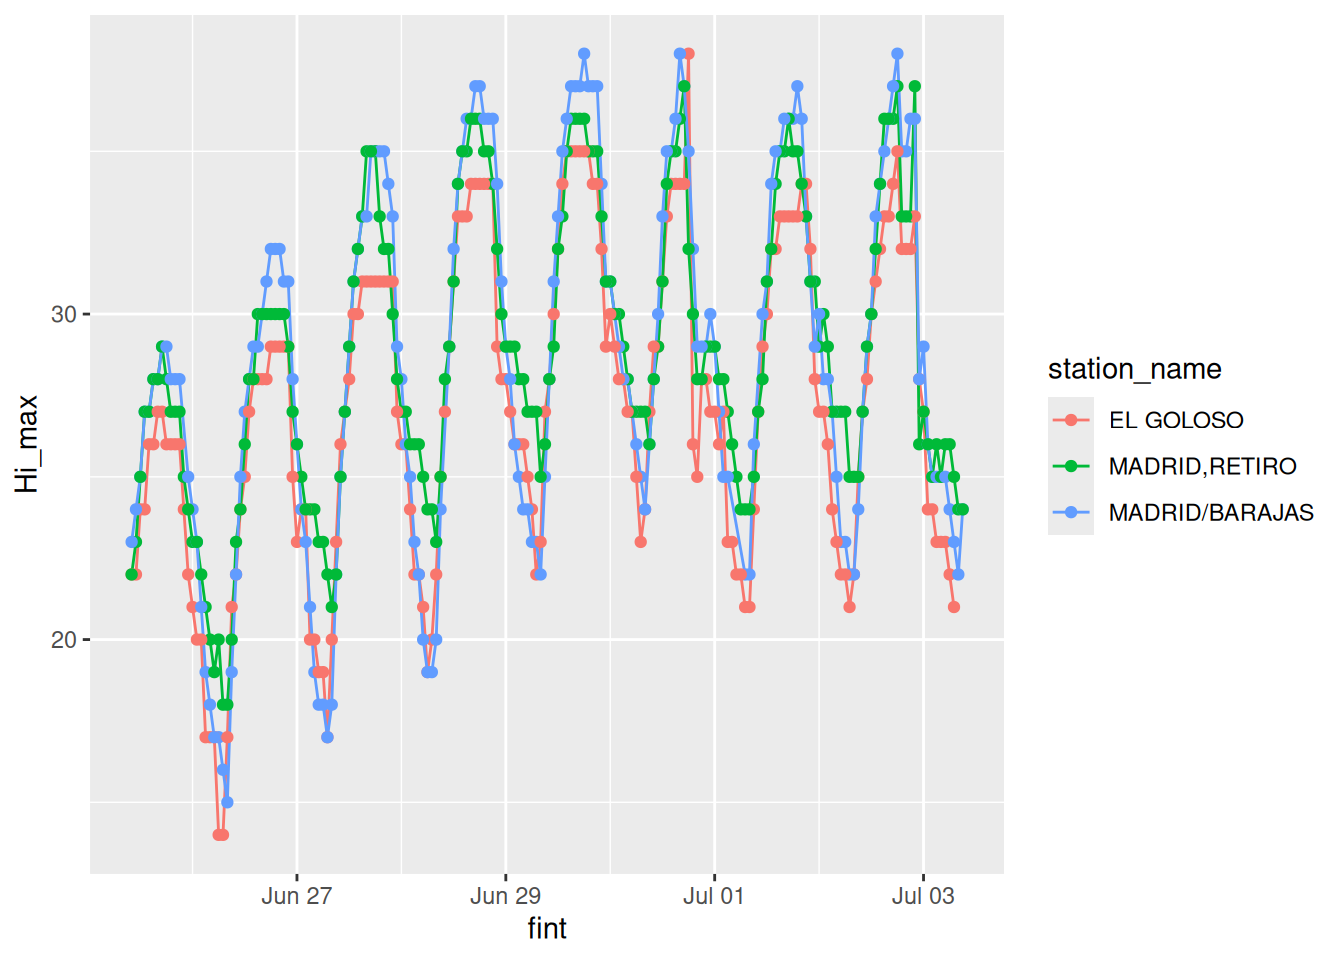 Hi_max
30
20
Jun 27
Jun 29
Jul 01
Jul 03
fint
station_name
EL GOLOSO
MADRID,RETIRO
MADRID/BARAJAS